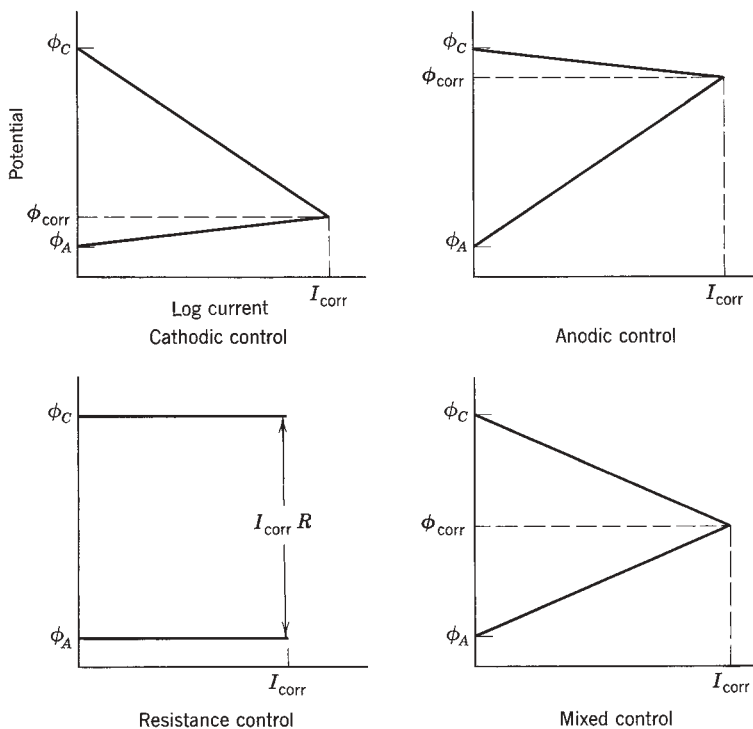 ϕC
Potential
ϕcorr
ϕA
Icorr
Log current
Cathodic control
ϕC
ϕcorr
ϕA
Icorr
Anodic control
ϕC
Icorr R
ϕA
Icorr
Resistance control
ϕC
ϕcorr
ϕA
Icorr
Mixed control